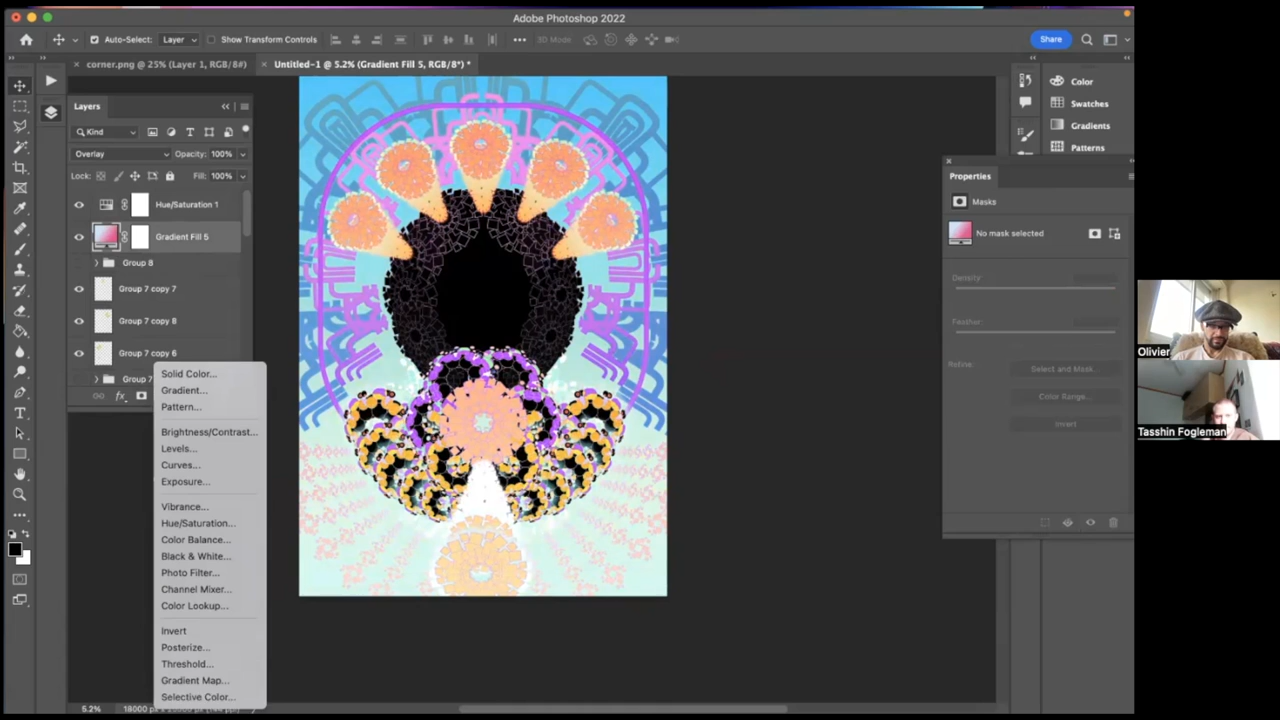 Adobe Photoshop 2022
Auto-Select: Layer Show Transform Controls ••• 3D Mode: Share
× corner.png @ 25% (Layer 1, RGB/8#) × Untitled-1 @ 5.2% (Gradient Fill 5, RGB/8*) *
Layers
Kind
Overlay Opacity: 100%
Lock: Fill: 100%
Hue/Saturation 1
Gradient Fill 5
Group 8
Group 7 copy 7
Group 7 copy 8
Group 7 copy 6
Group 7
fx
Solid Color...
Gradient...
Pattern...
Brightness/Contrast...
Levels...
Curves...
Exposure...
Vibrance...
Hue/Saturation...
Color Balance...
Black & White...
Photo Filter...
Channel Mixer...
Color Lookup...
Invert
Posterize...
Threshold...
Gradient Map...
Selective Color...
5.2%
Color
Swatches
Gradients
Patterns
Properties
Masks
No mask selected
Density:
Feather:
Refine: Select and Mask...
Color Range...
Invert
Olivier
Tasshin Fogleman